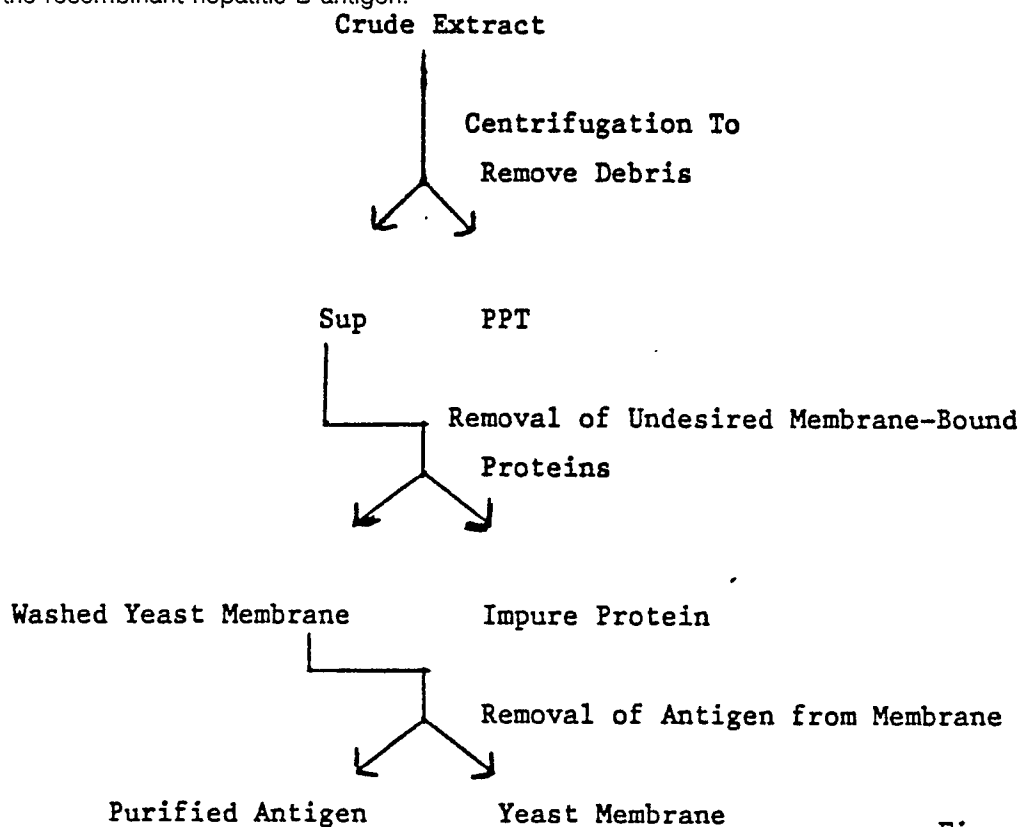 the recombinant hepatitic B antigen.
Crude Extract
Centrifugation To
Remove Debris
Sup PPT
Removal of Undesired Membrane-Bound
Proteins
Washed Yeast Membrane Impure Protein
Removal of Antigen from Membrane
Purified Antigen Yeast Membrane